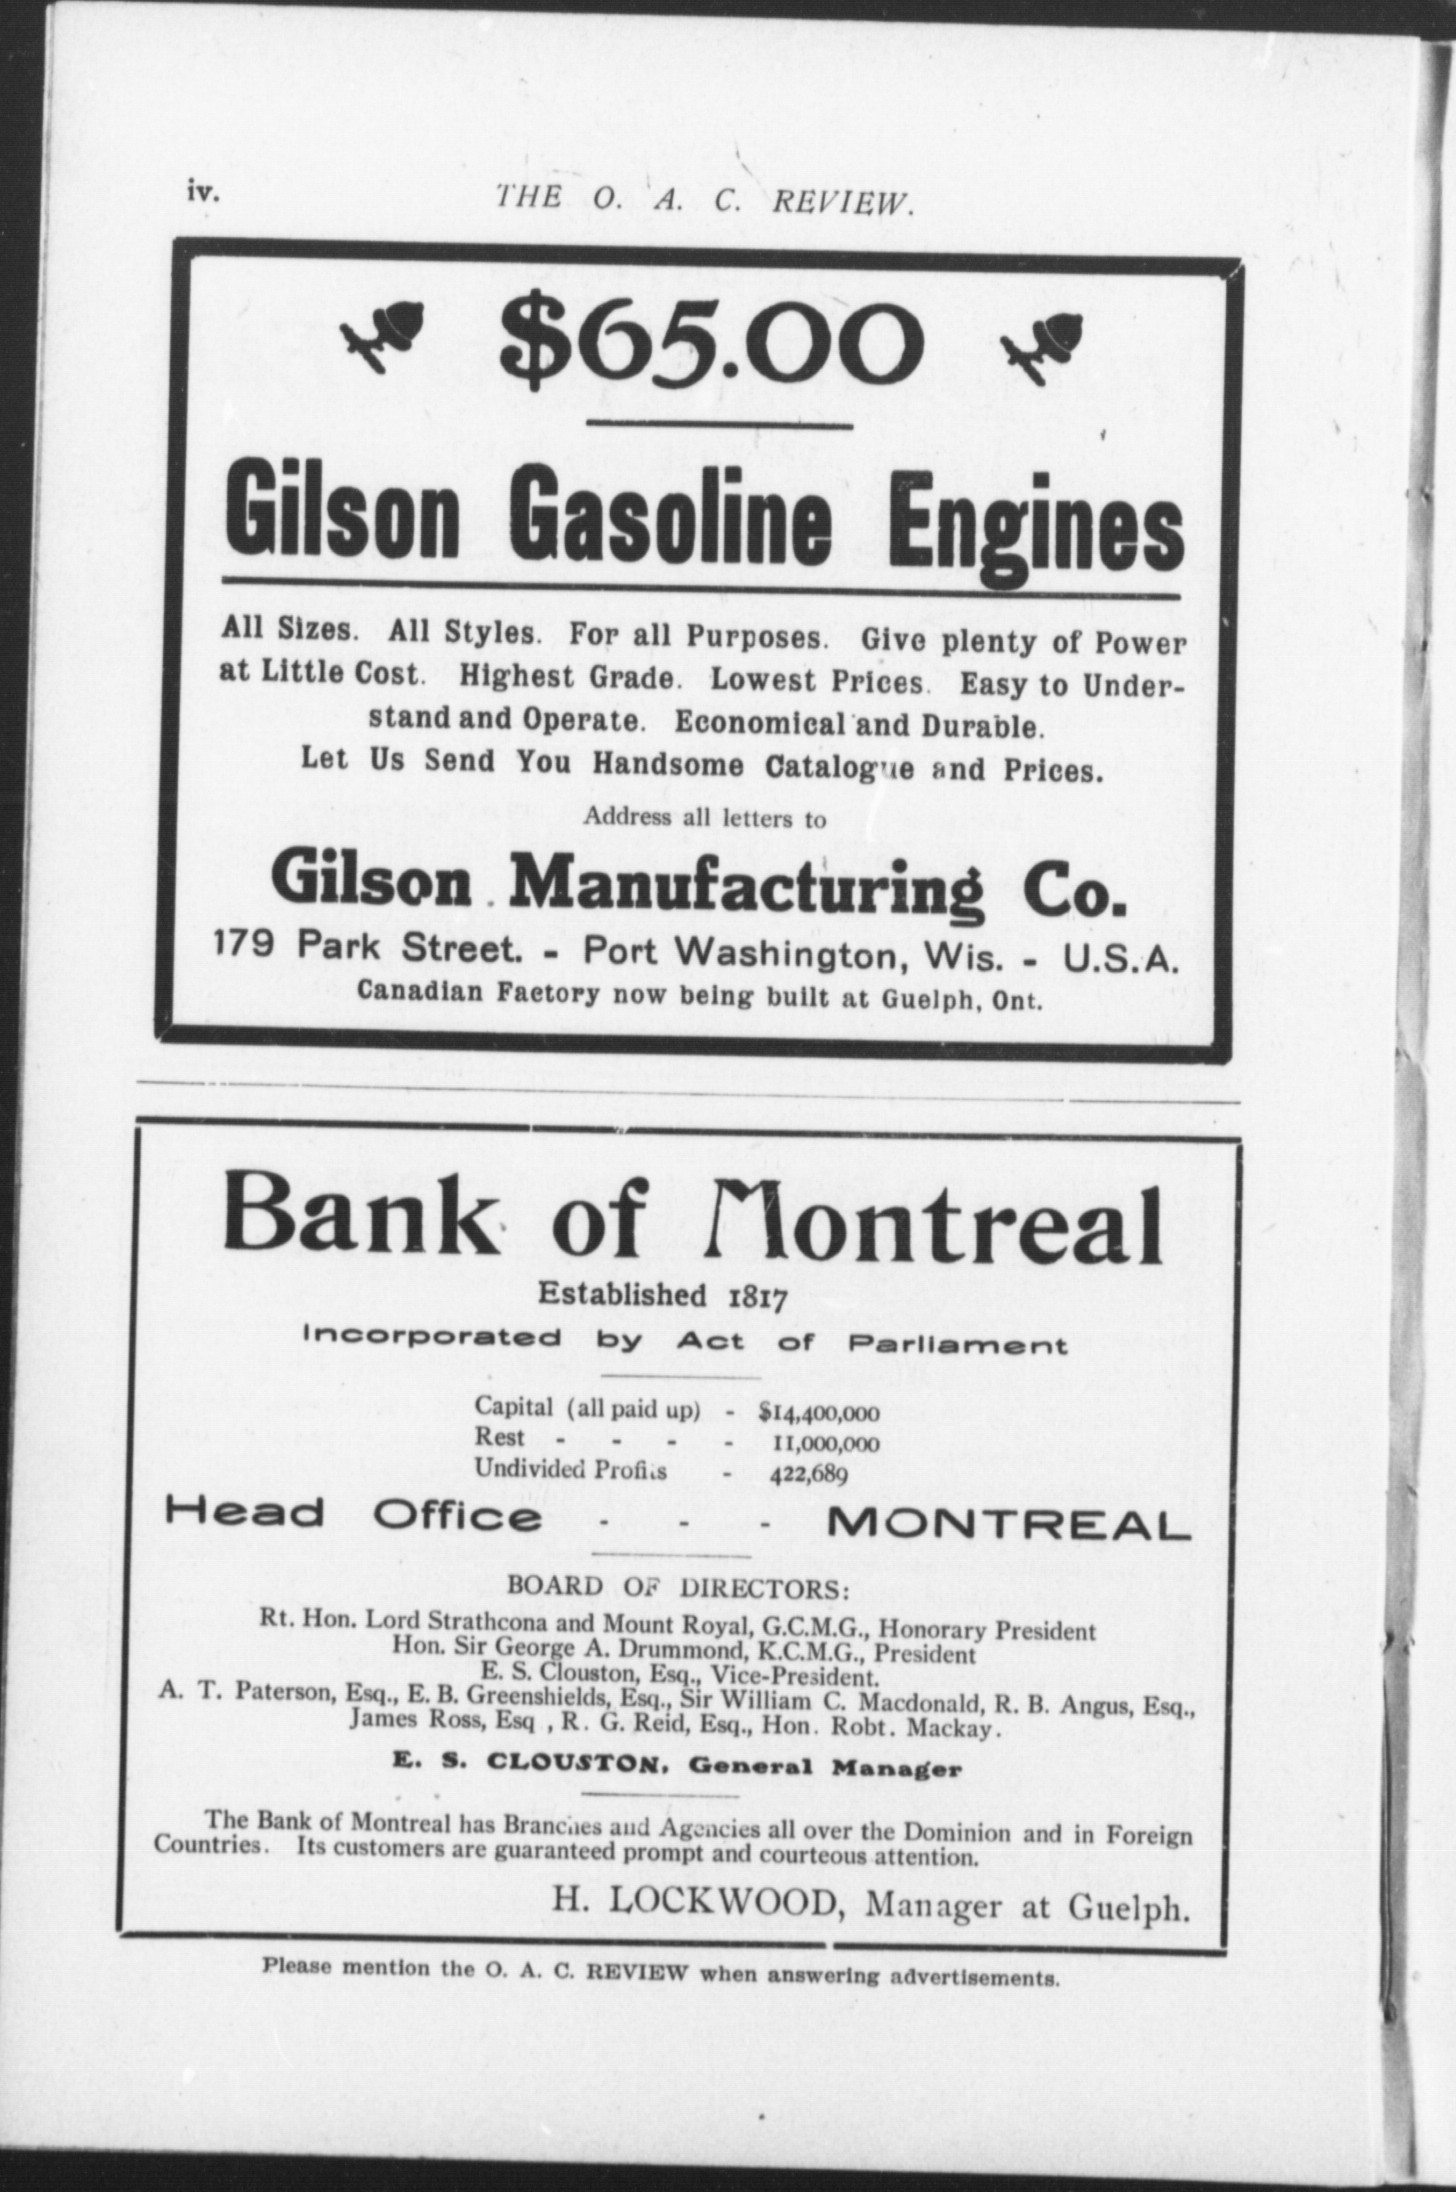 iv.
THE O. A. C. REVIEW.
$65.00
Gilson Gasoline Engines
All Sizes. All Styles. For all Purposes. Give plenty of Power
at Little Cost. Highest Grade. Lowest Prices. Easy to Under-
stand and Operate. Economical and Durable.
Let Us Send You Handsome Catalogue and Prices.
Address all letters to
Gilson Manufacturing Co.
179 Park Street. - Port Washington, Wis. - U.S.A.
Canadian Factory now being built at Guelph, Ont.
Bank of Montreal
Established 1817
Incorporated by Act of Parliament
Capital (all paid up) - $14,400,000
Rest - - - - 11,000,000
Undivided Profits - 422,689
Head Office - - - MONTREAL
BOARD OF DIRECTORS:
Rt. Hon. Lord Strathcona and Mount Royal, G.C.M.G., Honorary President
Hon. Sir George A. Drummond, K.C.M.G., President
E. S. Clouston, Esq., Vice-President.
A. T. Paterson, Esq., E. B. Greenshields, Esq., Sir William C. Macdonald, R. B. Angus, Esq.,
James Ross, Esq , R. G. Reid, Esq., Hon. Robt. Mackay.
E. S. CLOUSTON, General Manager
The Bank of Montreal has Branches and Agencies all over the Dominion and in Foreign
Countries. Its customers are guaranteed prompt and courteous attention.
H. LOCKWOOD, Manager at Guelph.
Please mention the O. A. C. REVIEW when answering advertisements.